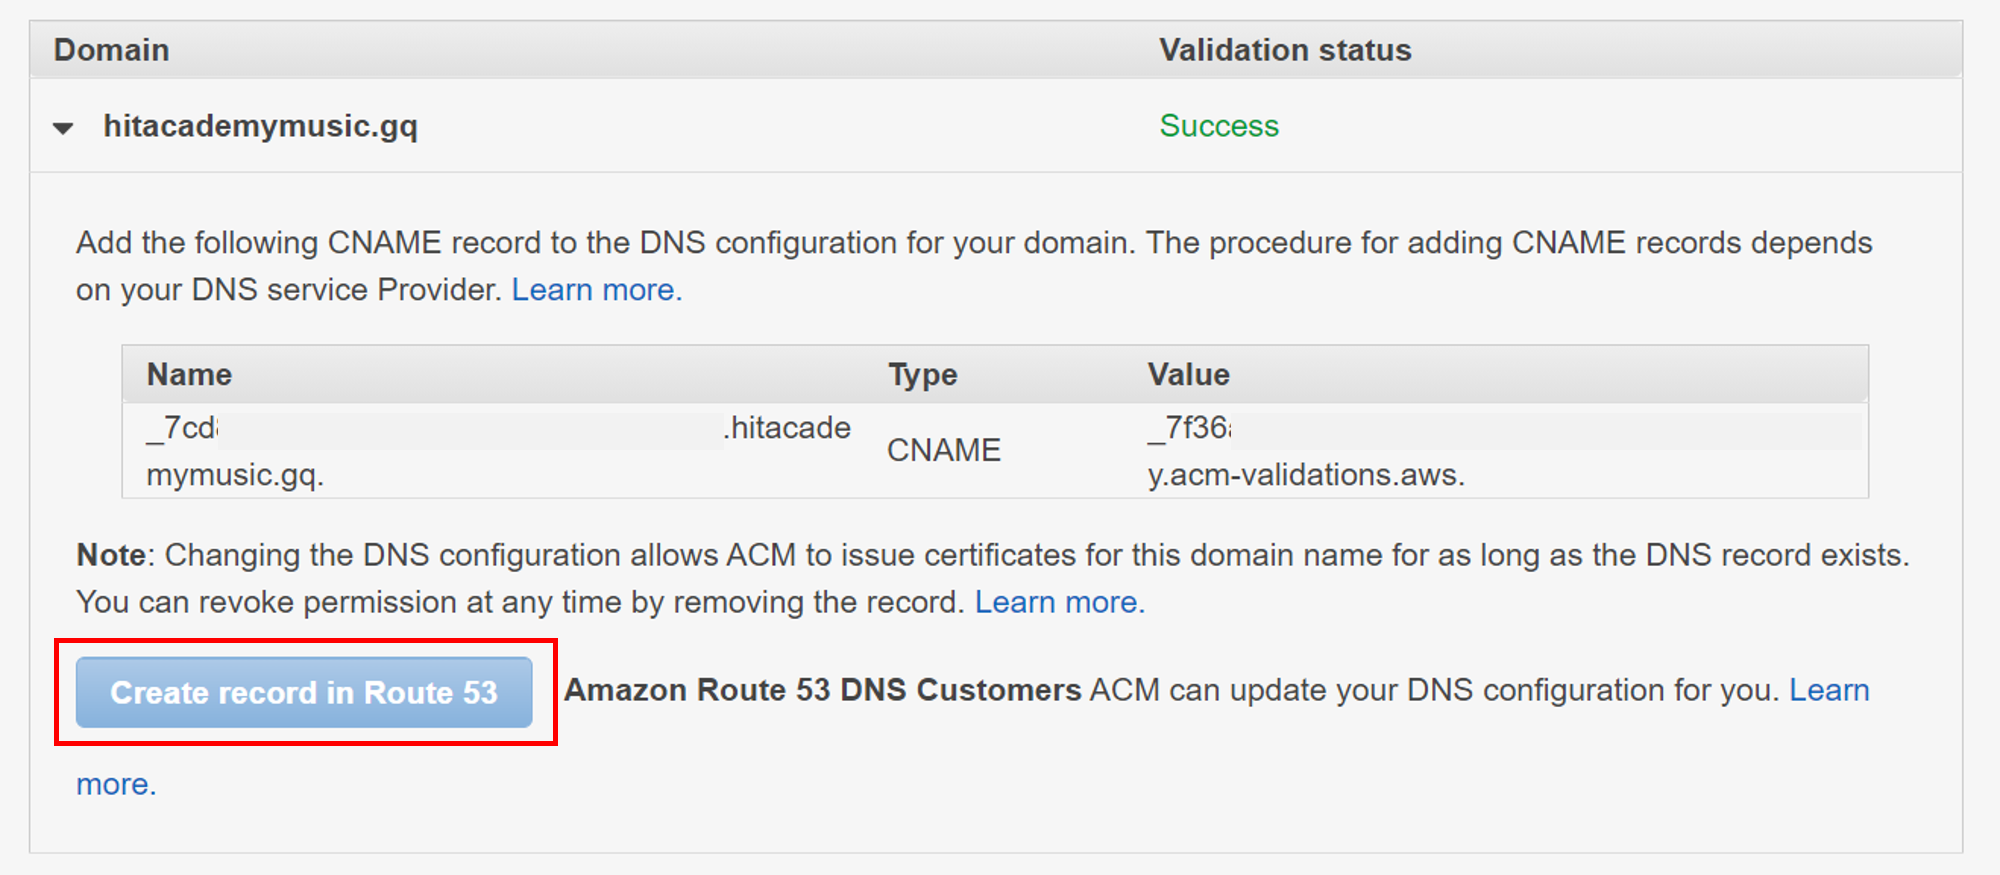 Domain Validation status
hitacademymusic.gq Success
Add the following CNAME record to the DNS configuration for your domain. The procedure for adding CNAME records depends
on your DNS service Provider. Learn more.
Name Type Value
_7cd .hitacade CNAME _7f36
mymusic.gq. y.acm-validations.aws.
Note: Changing the DNS configuration allows ACM to issue certificates for this domain name for as long as the DNS record exists.
You can revoke permission at any time by removing the record. Learn more.
Create record in Route 53 Amazon Route 53 DNS Customers ACM can update your DNS configuration for you. Learn
more.